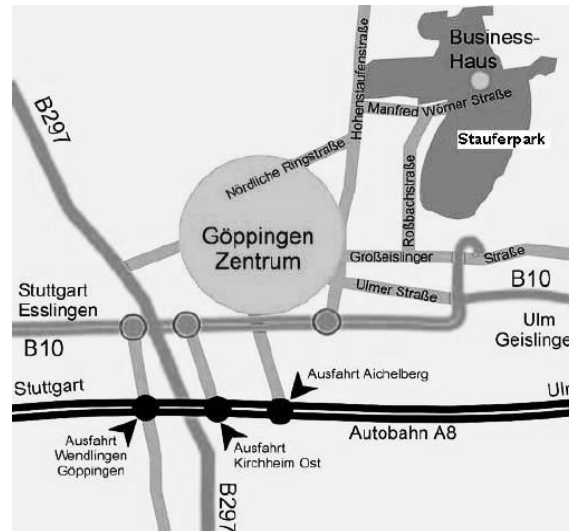 Business-
Haus
Hohenstaufenstraße
B297
Manfred Wörner Straße
Stauferpark
Nördliche Ringstraße
Roßbachstraße
Göppingen
Zentrum
Großeislinger
Straße
Stuttgart
Esslingen
Ulmer Straße
B10
B10
Ulm
Geislinge
Stuttgart
Ausfahrt Aichelberg
Ulm
Ausfahrt
Wendlingen
Göppingen
Ausfahrt
Kirchheim Ost
Autobahn A8
B297